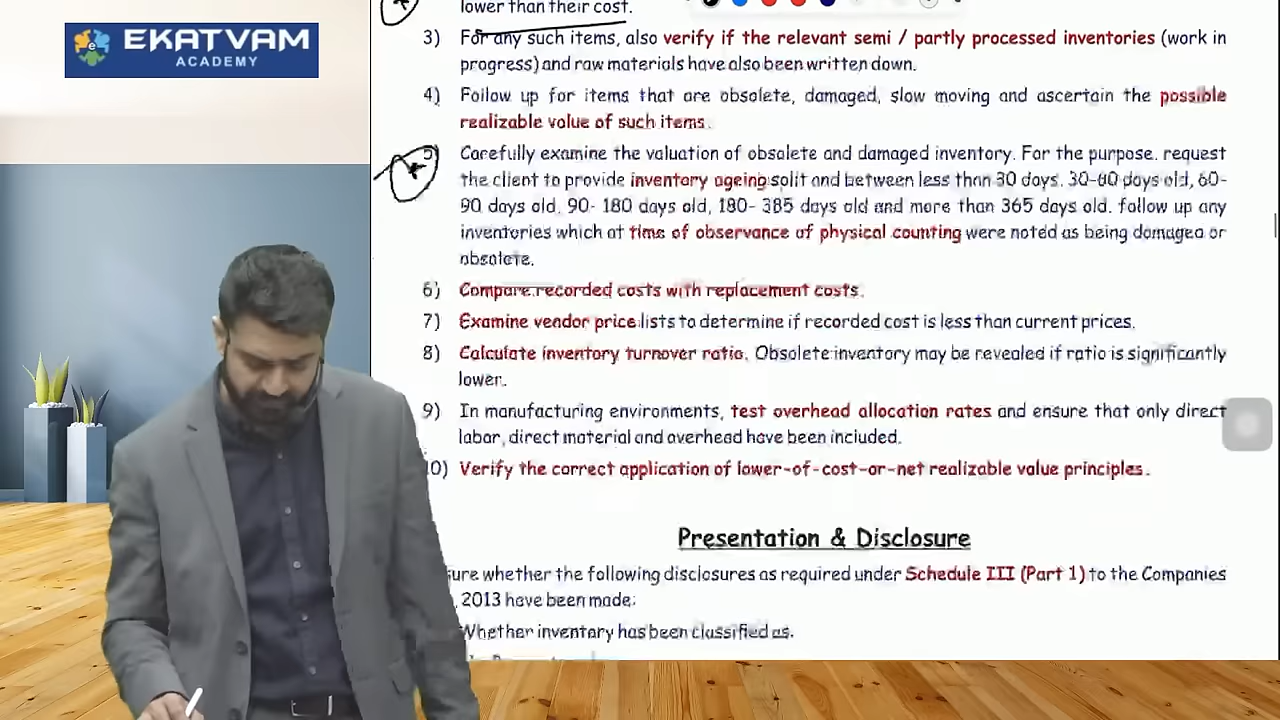 EKATVAM
ACADEMY
lower than their cost.
3) For any such items, also verify if the relevant semi / partly processed inventories (work in
progress) and raw materials have also been written down.
4) Follow up for items that are obsolete, damaged, slow moving and ascertain the possible
realizable value of such items.
5) Carefully examine the valuation of obsolete and damaged inventory. For the purpose. request
the client to provide inventory ageing split and between less than 30 days. 30-60 days old, 60-
90 days old, 90- 180 days old, 180- 385 days old and more than 365 days old. follow up any
inventories which at time of observance of physical counting were noted as being damaged or
obsolete.
6) Compare recorded costs with replacement costs.
7) Examine vendor price lists to determine if recorded cost is less than current prices.
8) Calculate inventory turnover ratio. Obsolete inventory may be revealed if ratio is significantly
lower.
9) In manufacturing environments, test overhead allocation rates and ensure that only direct
labor, direct material and overhead have been included.
10) Verify the correct application of lower-of-cost-or-net realizable value principles.
Presentation & Disclosure
whether the following disclosures as required under Schedule III (Part 1) to the Companies
2013 have been made:
Whether inventory has been classified as.